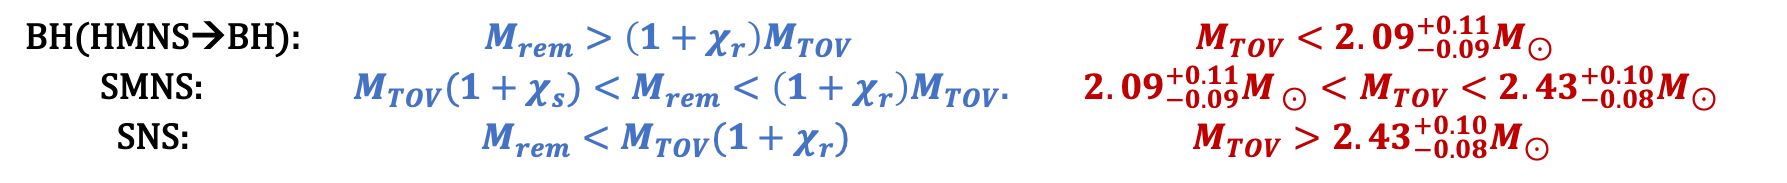 BH(HMNS→BH): M_rem > (1 + χ_r)M_TOV M_TOV < 2.09^{+0.11}_{−0.09}M_⊙
SMNS: M_TOV(1 + χ_s) < M_rem < (1 + χ_r)M_TOV. 2.09^{+0.11}_{−0.09}M_⊙ < M_TOV < 2.43^{+0.10}_{−0.08}M_⊙
SNS: M_rem < M_TOV(1 + χ_r) M_TOV > 2.43^{+0.10}_{−0.08}M_⊙